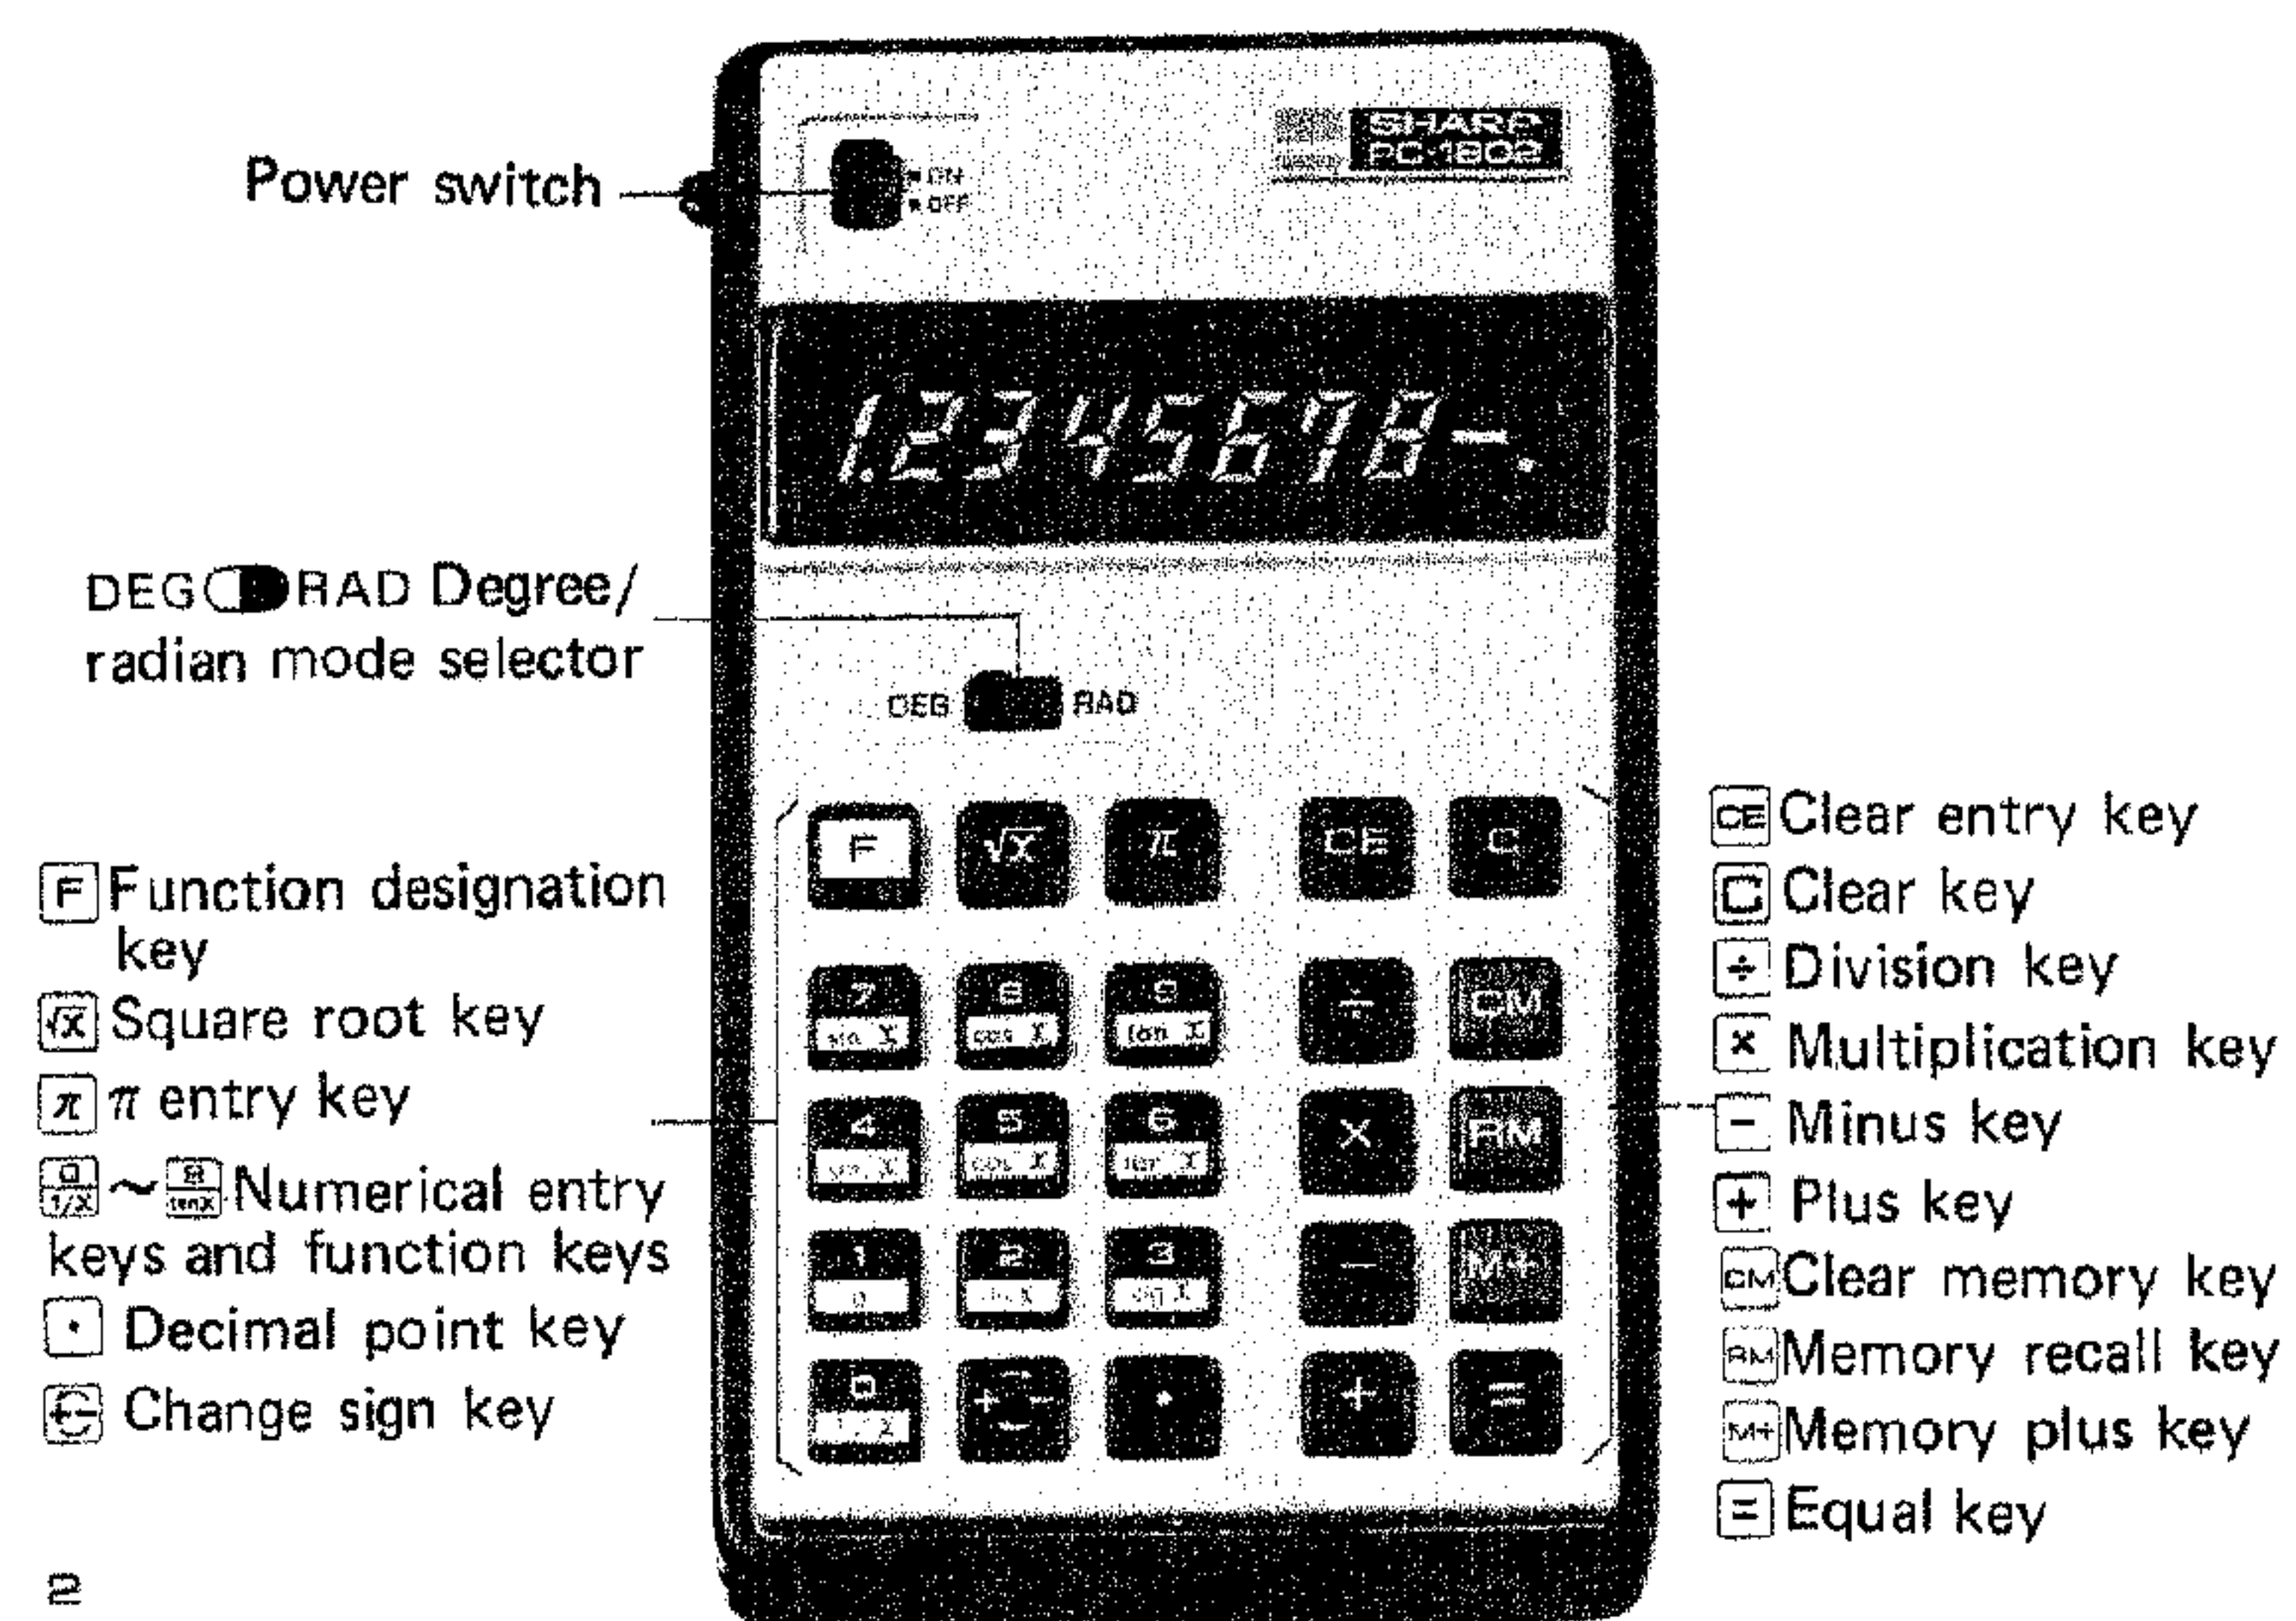 SHARP
PC-1802
Power switch
ON
OFF
1.2345678-.
DEG RAD Degree/
radian mode selector
DEG RAD
F √x π CE C
7 8 9 ÷ CM
sin x cos x tan x
4 5 6 × RM
cos x
1 2 3 − M+
0 + − · + =
F Function designation
key
√x Square root key
π π entry key
0 1/x ~ 9 tan x Numerical entry
keys and function keys
· Decimal point key
+− Change sign key
CE Clear entry key
C Clear key
÷ Division key
× Multiplication key
− Minus key
+ Plus key
CM Clear memory key
RM Memory recall key
M+ Memory plus key
= Equal key
2